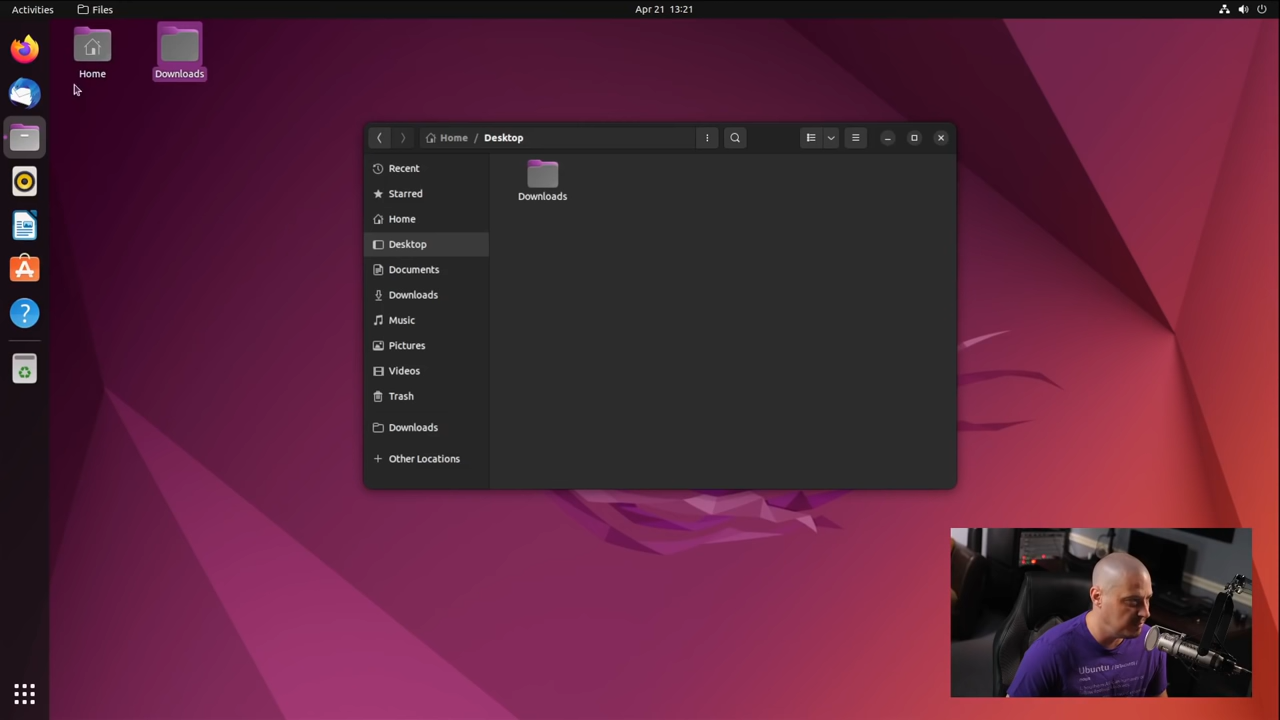 Activities
Files
Apr 21 13:21
Home
Downloads
Home / Desktop
Recent
Starred
Home
Desktop
Documents
Downloads
Music
Pictures
Videos
Trash
Downloads
+ Other Locations
Downloads
Ubuntu